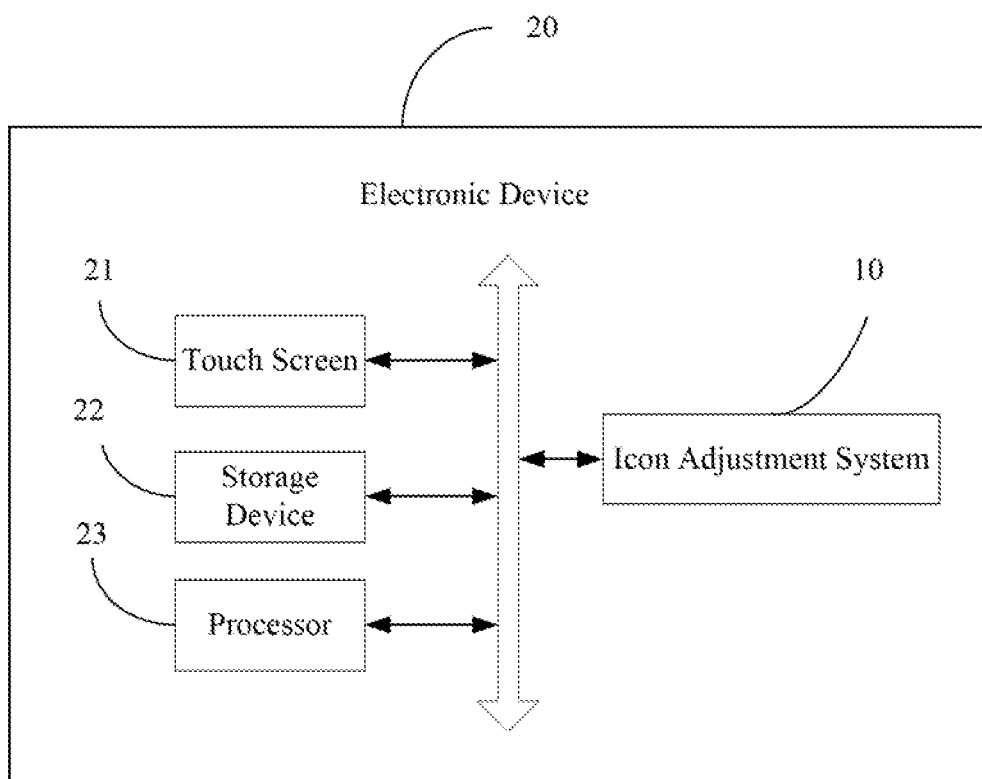 20
Electronic Device
21
10
Touch Screen
22
Icon Adjustment System
Storage
Device
23
Processor